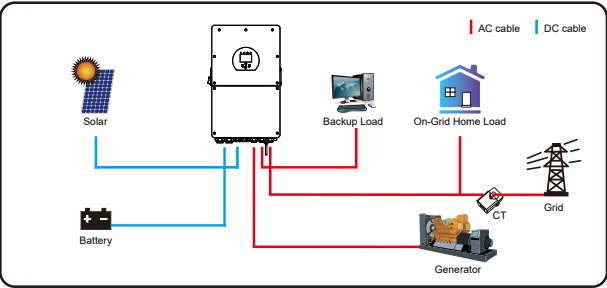 AC cable
DC cable
Solar
Backup Load
On-Grid Home Load
CT
Grid
Battery
Generator